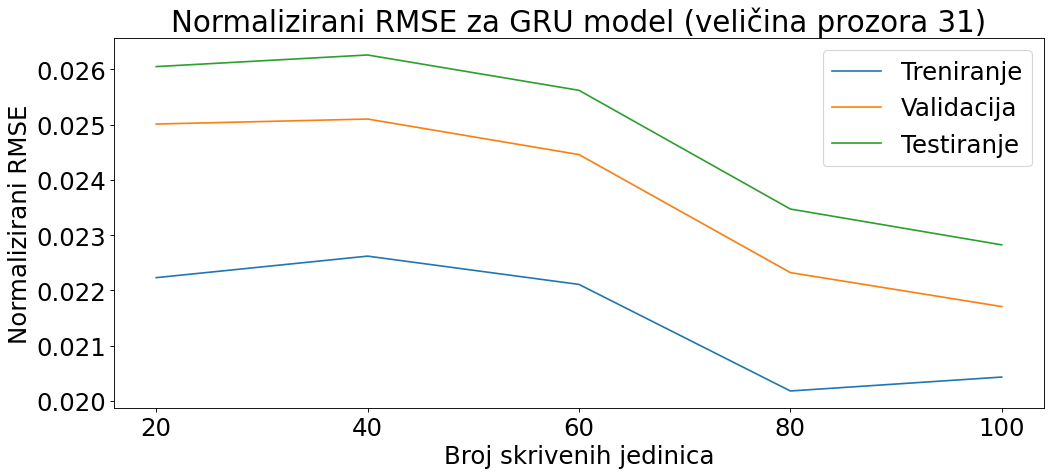 Normalizirani RMSE za GRU model (veličina prozora 31)
Treniranje
Validacija
Testiranje
Normalizirani RMSE
0.026
0.025
0.024
0.023
0.022
0.021
0.020
20 40 60 80 100
Broj skrivenih jedinica